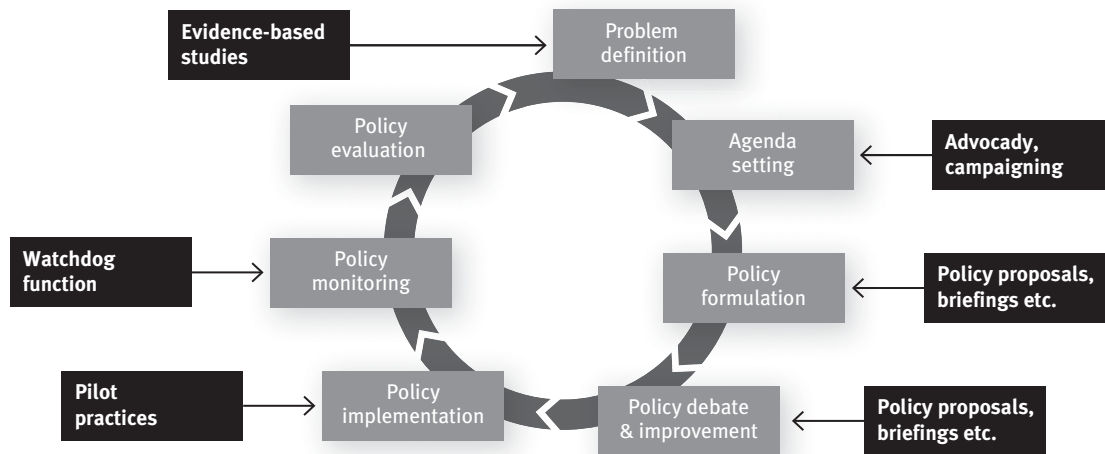 Evidence-based
studies
Problem
definition
Policy
evaluation
Agenda
setting
Advocady,
campaigning
Watchdog
function
Policy
monitoring
Policy
formulation
Policy proposals,
briefings etc.
Pilot
practices
Policy
implementation
Policy debate
& improvement
Policy proposals,
briefings etc.